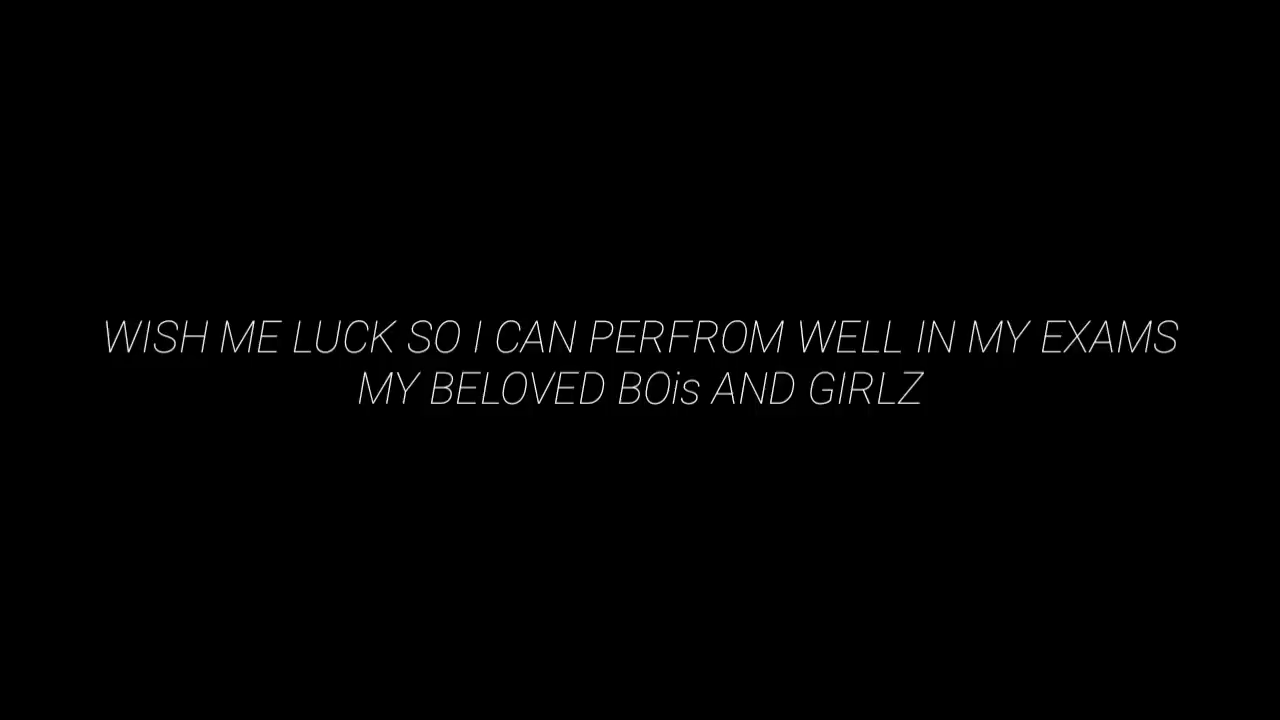 WISH ME LUCK SO I CAN PERFROM WELL IN MY EXAMS
MY BELOVED BOis AND GIRLZ